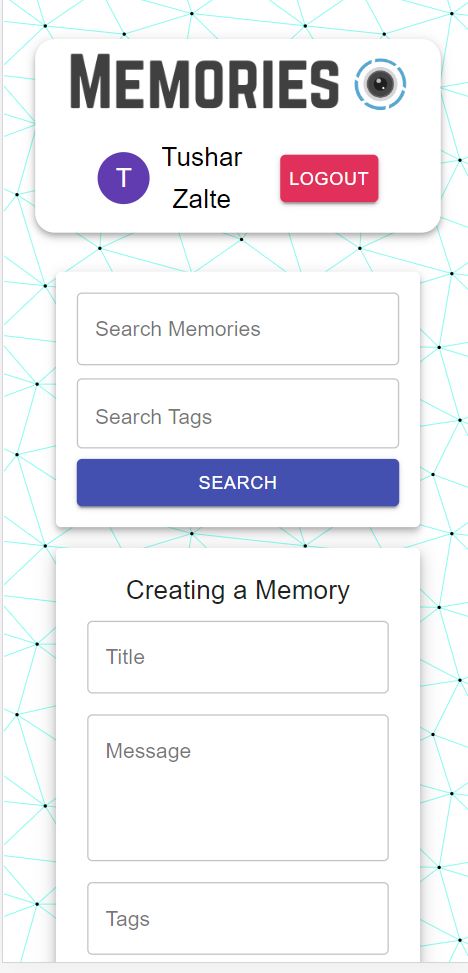 MEMORIES
T
Tushar
Zalte
LOGOUT
Search Memories
Search Tags
SEARCH
Creating a Memory
Title
Message
Tags